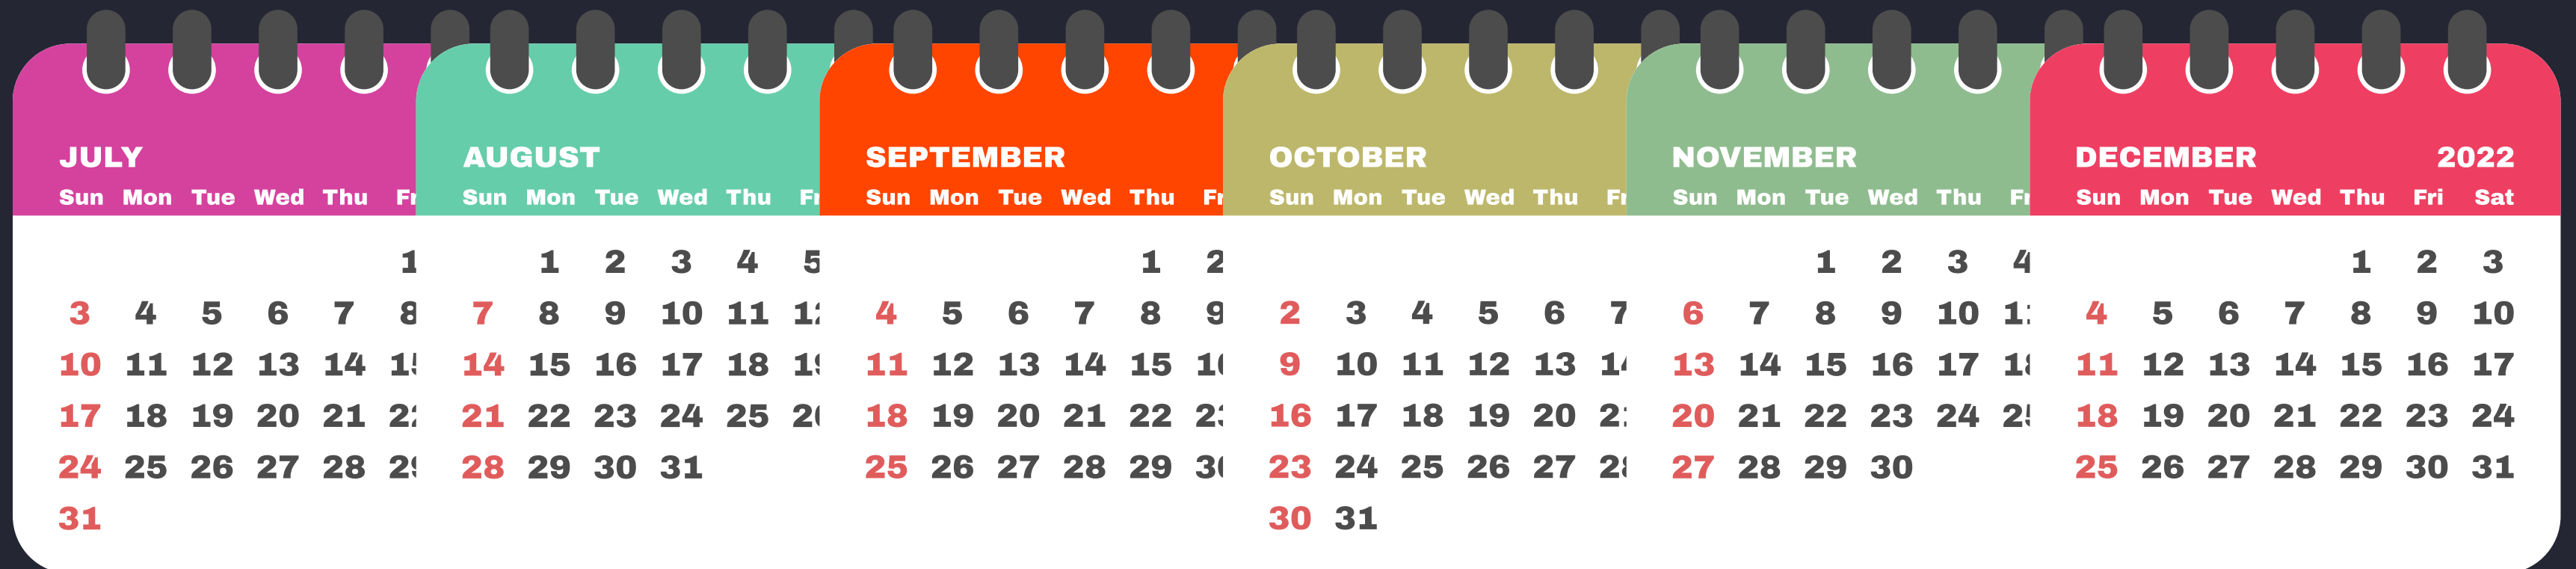 JULY
Sun Mon Tue Wed Thu
3 4 5 6 7
10 11 12 13 14
17 18 19 20 21
24 25 26 27 28
31
AUGUST
Sun Mon Tue Wed Thu
1 2 3 4 5
7 8 9 10 11
14 15 16 17 18
21 22 23 24 25
28 29 30 31
SEPTEMBER
Sun Mon Tue Wed Thu
1 2
4 5 6 7 8 9
11 12 13 14 15
18 19 20 21 22
25 26 27 28 29
OCTOBER
Sun Mon Tue Wed Thu
2 3 4 5 6 7
9 10 11 12 13
16 17 18 19 20
23 24 25 26 27
30 31
NOVEMBER
Sun Mon Tue Wed Thu
1 2 3 4
6 7 8 9 10
13 14 15 16 17
20 21 22 23 24
27 28 29 30
DECEMBER 2022
Sun Mon Tue Wed Thu Fri Sat
1 2 3
4 5 6 7 8 9 10
11 12 13 14 15 16 17
18 19 20 21 22 23 24
25 26 27 28 29 30 31